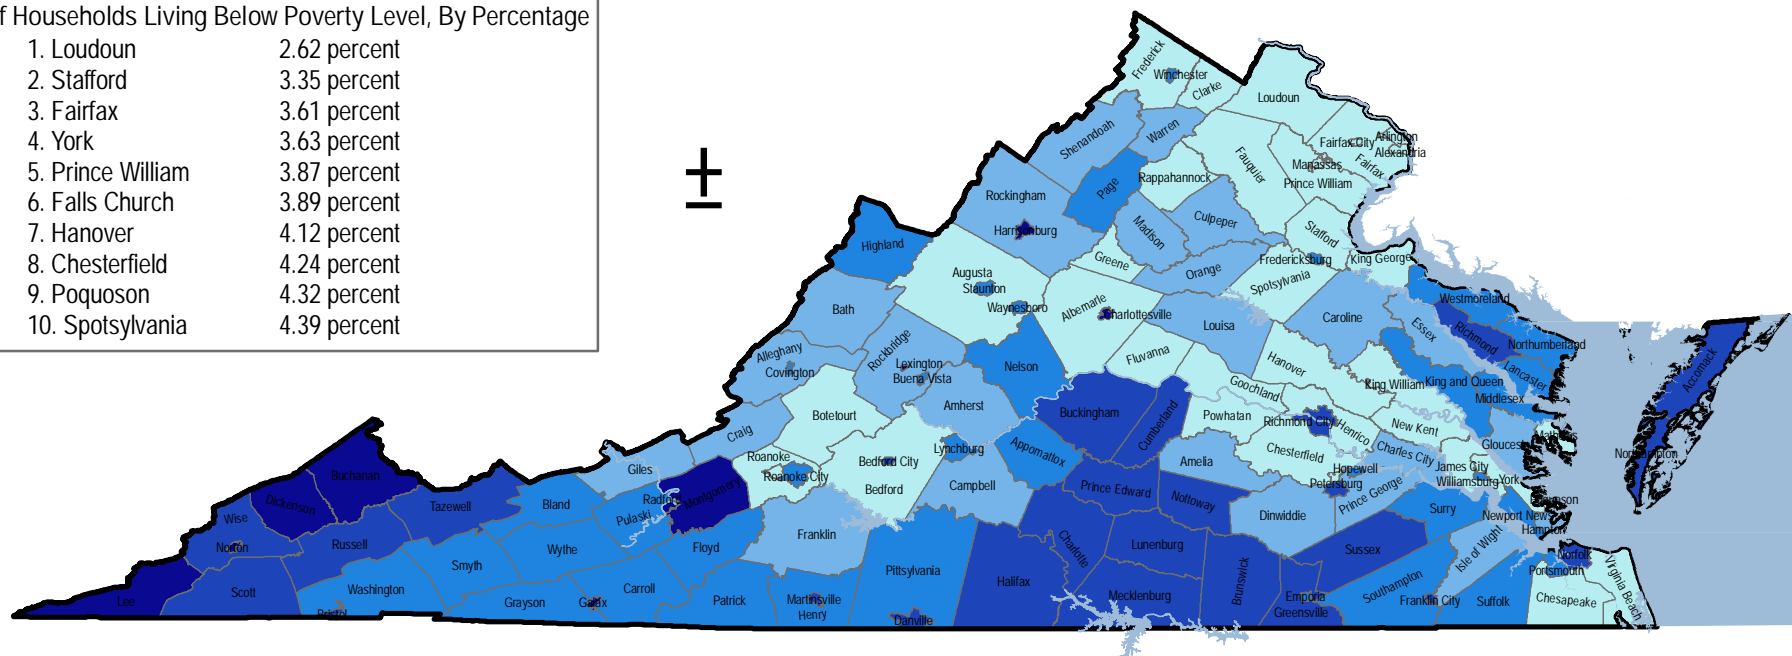 f Households Living Below Poverty Level, By Percentage
1. Loudoun 2.62 percent
2. Stafford 3.35 percent
3. Fairfax 3.61 percent
4. York 3.63 percent
5. Prince William 3.87 percent
6. Falls Church 3.89 percent
7. Hanover 4.12 percent
8. Chesterfield 4.24 percent
9. Poquoson 4.32 percent
10. Spotsylvania 4.39 percent
±
Frederick
Winchester
Clarke
Loudoun
Shenandoah
Warren
Fairfax City
Arlington
Alexandria
Fairfax
Manassas
Prince William
Fauquier
Rappahannock
Page
Rockingham
Harrisonburg
Madison
Culpeper
Stafford
Highland
Greene
Orange
Fredericksburg
King George
Spotsylvania
Augusta
Staunton
Waynesboro
Albemarle
Charlottesville
Louisa
Caroline
Westmoreland
Essex
Richmond
Northumberland
Lancaster
Accomack
Bath
Alleghany
Covington
Rockbridge
Lexington
Buena Vista
Nelson
Fluvanna
Hanover
Goochland
King William
King and Queen
Middlesex
Botetourt
Amherst
Buckingham
Cumberland
Powhatan
Richmond City
Henrico
New Kent
Gloucester
Mathews
Northampton
Craig
Giles
Roanoke
Roanoke City
Bedford City
Bedford
Lynchburg
Appomattox
Amelia
Chesterfield
Charles City
Hopewell
Petersburg
Prince George
James City
Williamsburg
York
Poquoson
Newport News
Hampton
Buchanan
Dickenson
Wise
Norton
Tazewell
Bland
Radford
Montgomery
Pulaski
Campbell
Prince Edward
Nottoway
Dinwiddie
Surry
Isle of Wight
Norfolk
Portsmouth
Virginia Beach
Russell
Wythe
Floyd
Franklin
Pittsylvania
Charlotte
Lunenburg
Sussex
Southampton
Lee
Scott
Washington
Bristol
Smyth
Grayson
Galax
Carroll
Patrick
Martinsville
Henry
Danville
Halifax
Mecklenburg
Brunswick
Emporia
Greensville
Franklin City
Suffolk
Chesapeake